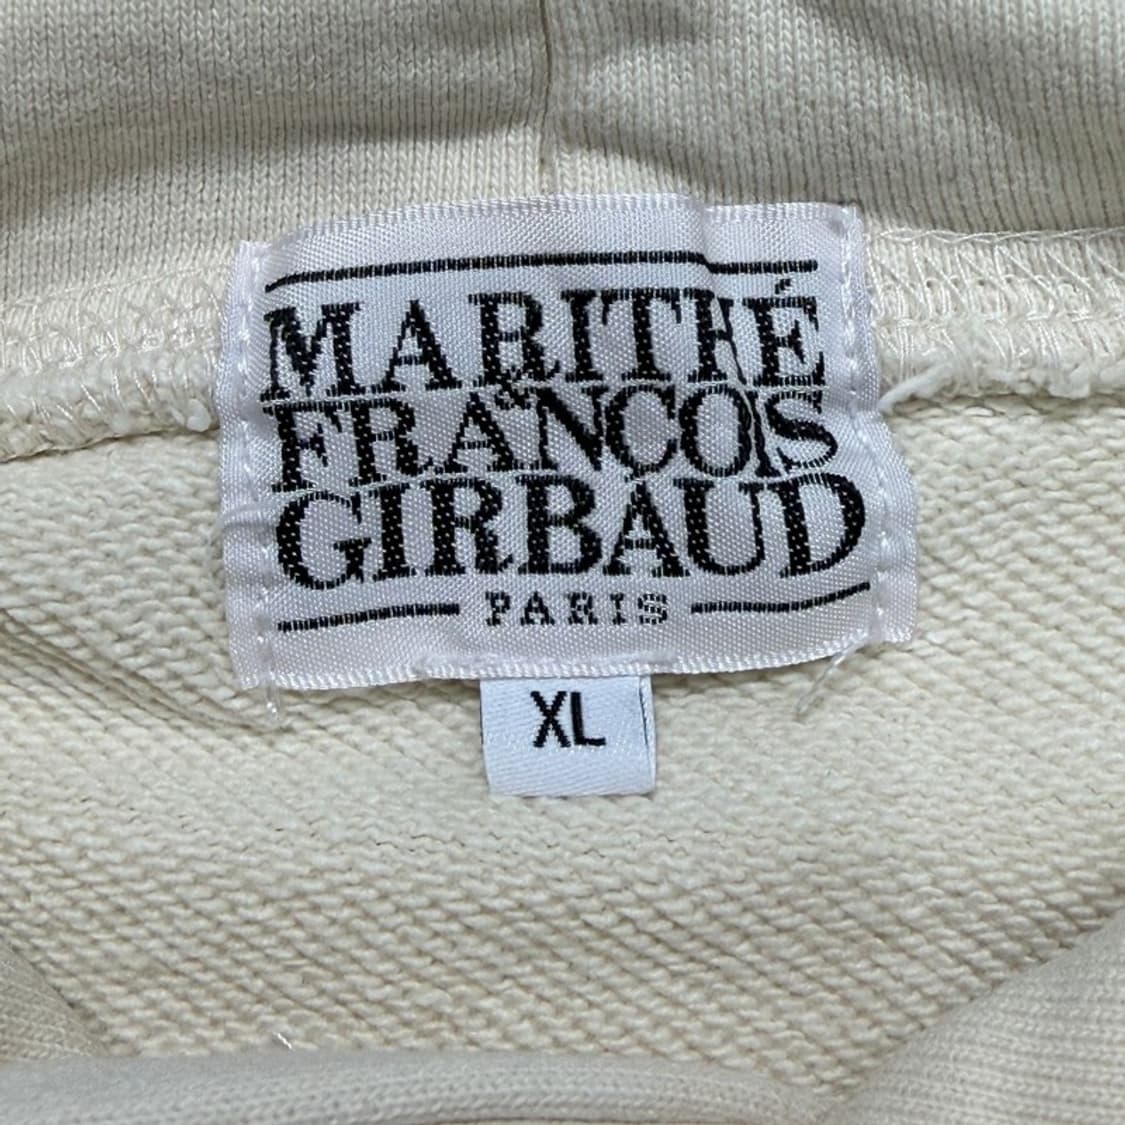 MARITHÉ
&
FRANÇOIS
GIRBAUD
PARIS
XL